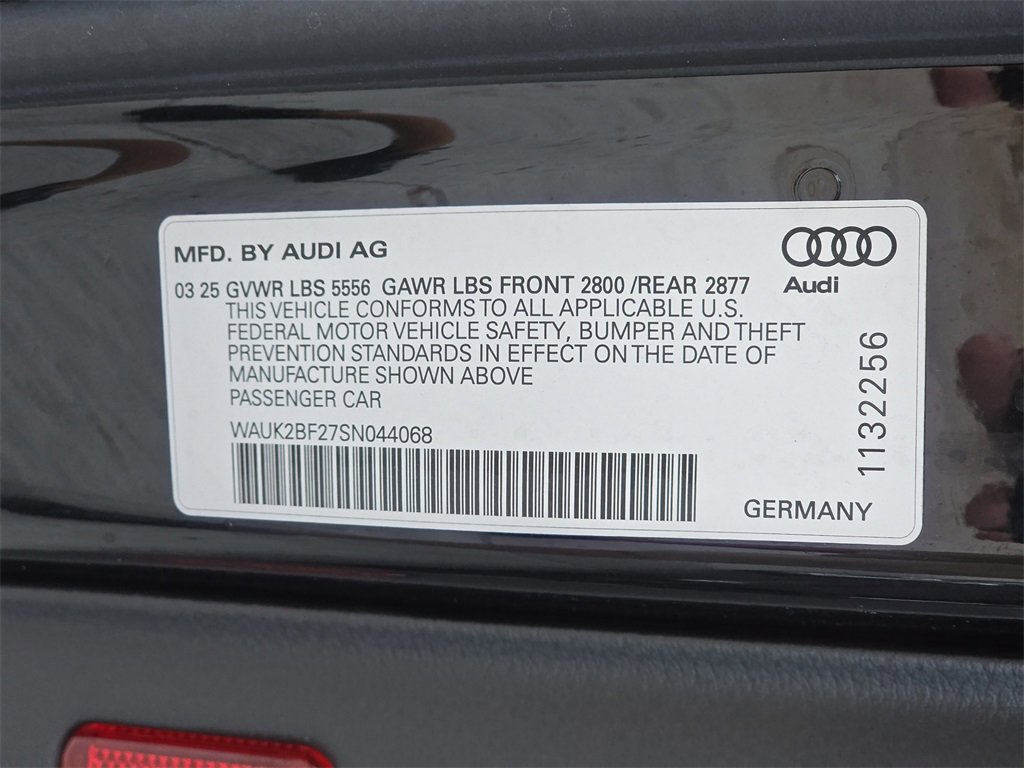 MFD. BY AUDI AG
Audi
03 25 GVWR LBS 5556 GAWR LBS FRONT 2800 /REAR 2877
THIS VEHICLE CONFORMS TO ALL APPLICABLE U.S.
FEDERAL MOTOR VEHICLE SAFETY, BUMPER AND THEFT
PREVENTION STANDARDS IN EFFECT ON THE DATE OF
MANUFACTURE SHOWN ABOVE
PASSENGER CAR
WAUK2BF27SN044068
1132256
GERMANY